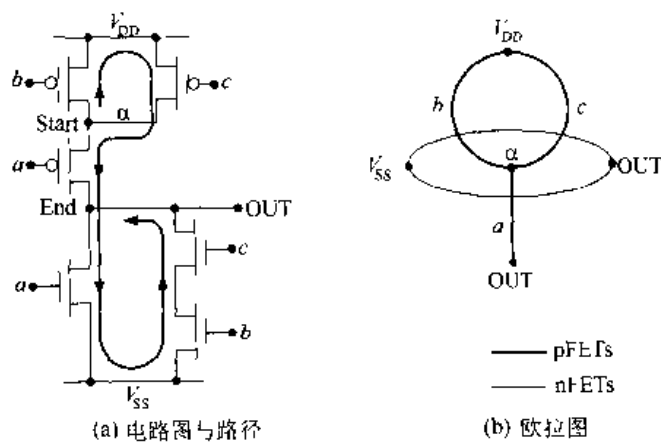 V_DD
b
c
Start
α
a
End
OUT
c
a
b
V_SS
(a) 电路图与路径
V_DD
b
c
α
V_SS
OUT
a
OUT
pFETs
nFETs
(b) 欧拉图